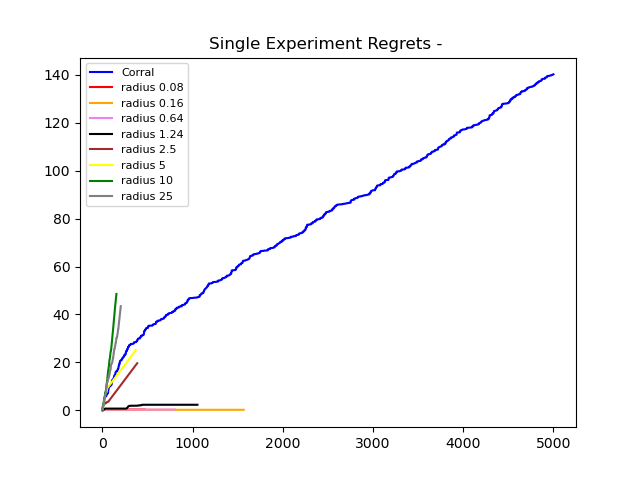 Single Experiment Regrets -
140
120
100
80
60
40
20
0
Corral
radius 0.08
radius 0.16
radius 0.64
radius 1.24
radius 2.5
radius 5
radius 10
radius 25
0 1000 2000 3000 4000 5000